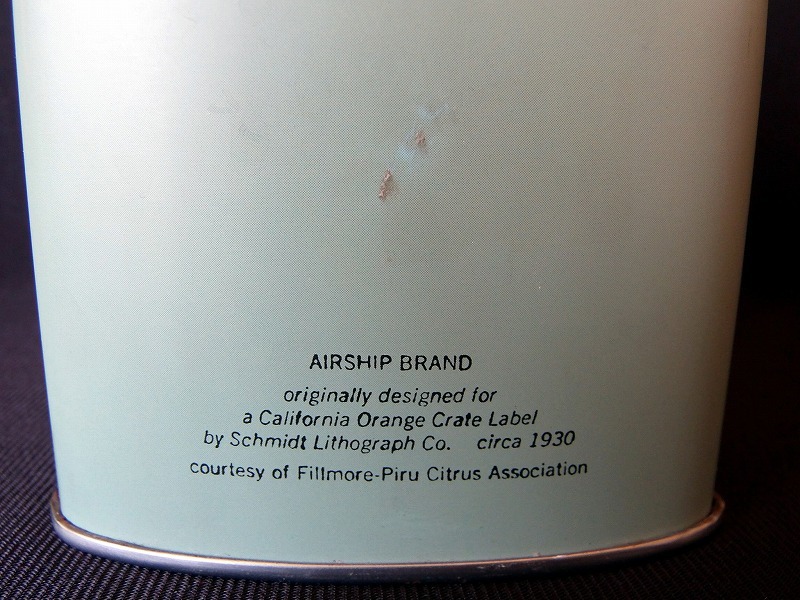 AIRSHIP BRAND
originally designed for
a California Orange Crate Label
by Schmidt Lithograph Co. circa 1930
courtesy of Fillmore-Piru Citrus Association